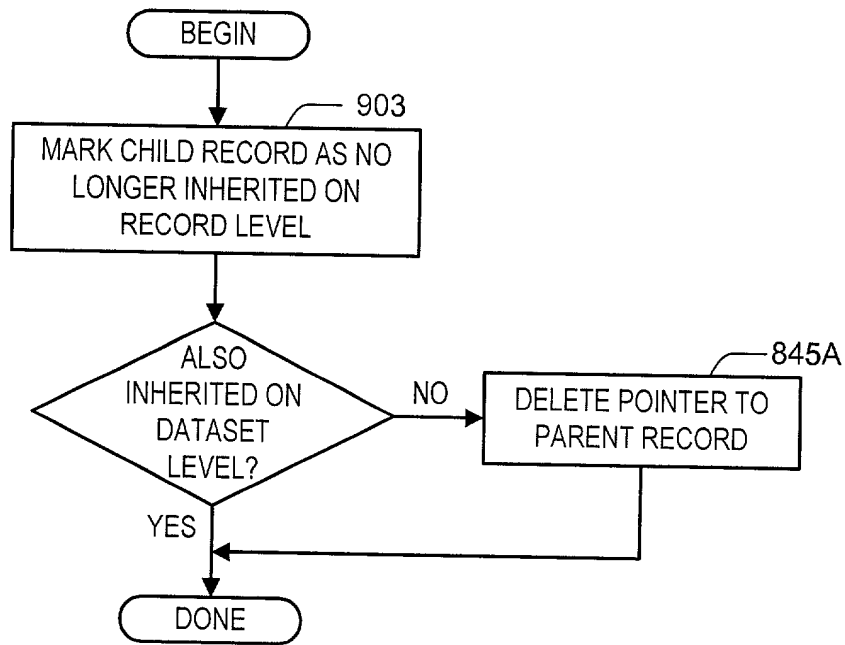 BEGIN
903
MARK CHILD RECORD AS NO
LONGER INHERITED ON
RECORD LEVEL
ALSO
INHERITED ON
DATASET
LEVEL?
NO
845A
DELETE POINTER TO
PARENT RECORD
YES
DONE